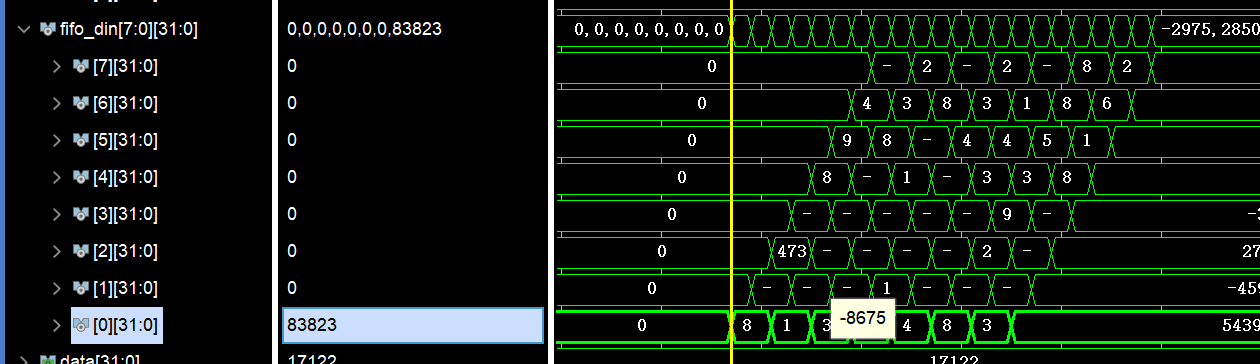 fifo_din[7:0][31:0] 0,0,0,0,0,0,0,83823 0,0,0,0,0,0,0,0 -2975,2850
[7][31:0] 0 0 - 2 - 2 - 8 2
[6][31:0] 0 0 4 3 8 3 1 8 6
[5][31:0] 0 0 9 8 - 4 4 5 1
[4][31:0] 0 0 8 - 1 - 3 3 8
[3][31:0] 0 0 - - - - - 9 - -3
[2][31:0] 0 0 473 - - - - 2 - 27
[1][31:0] 0 0 - - - 1 - - - -459
[0][31:0] 83823 0 8 1 3 -8675 4 8 3 5439
data[31:0] 17122 17122